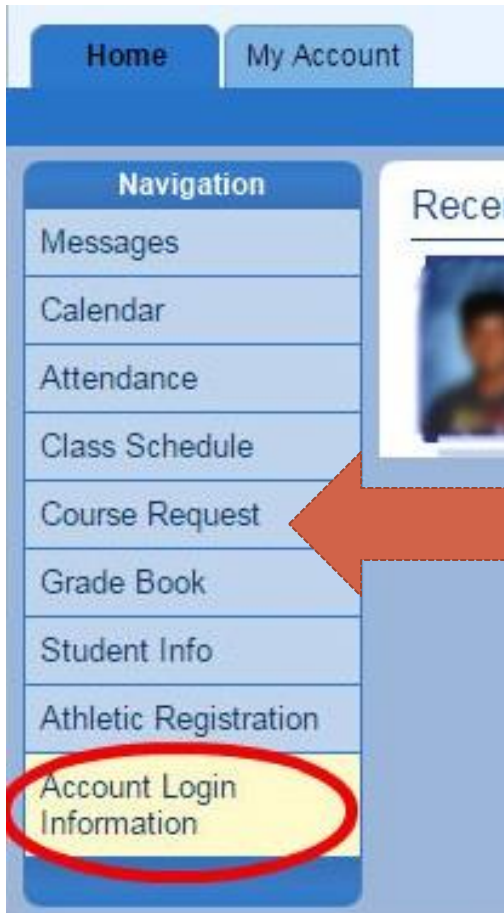 Home
My Account
Navigation
Messages
Calendar
Attendance
Class Schedule
Course Request
Grade Book
Student Info
Athletic Registration
Account Login
Information